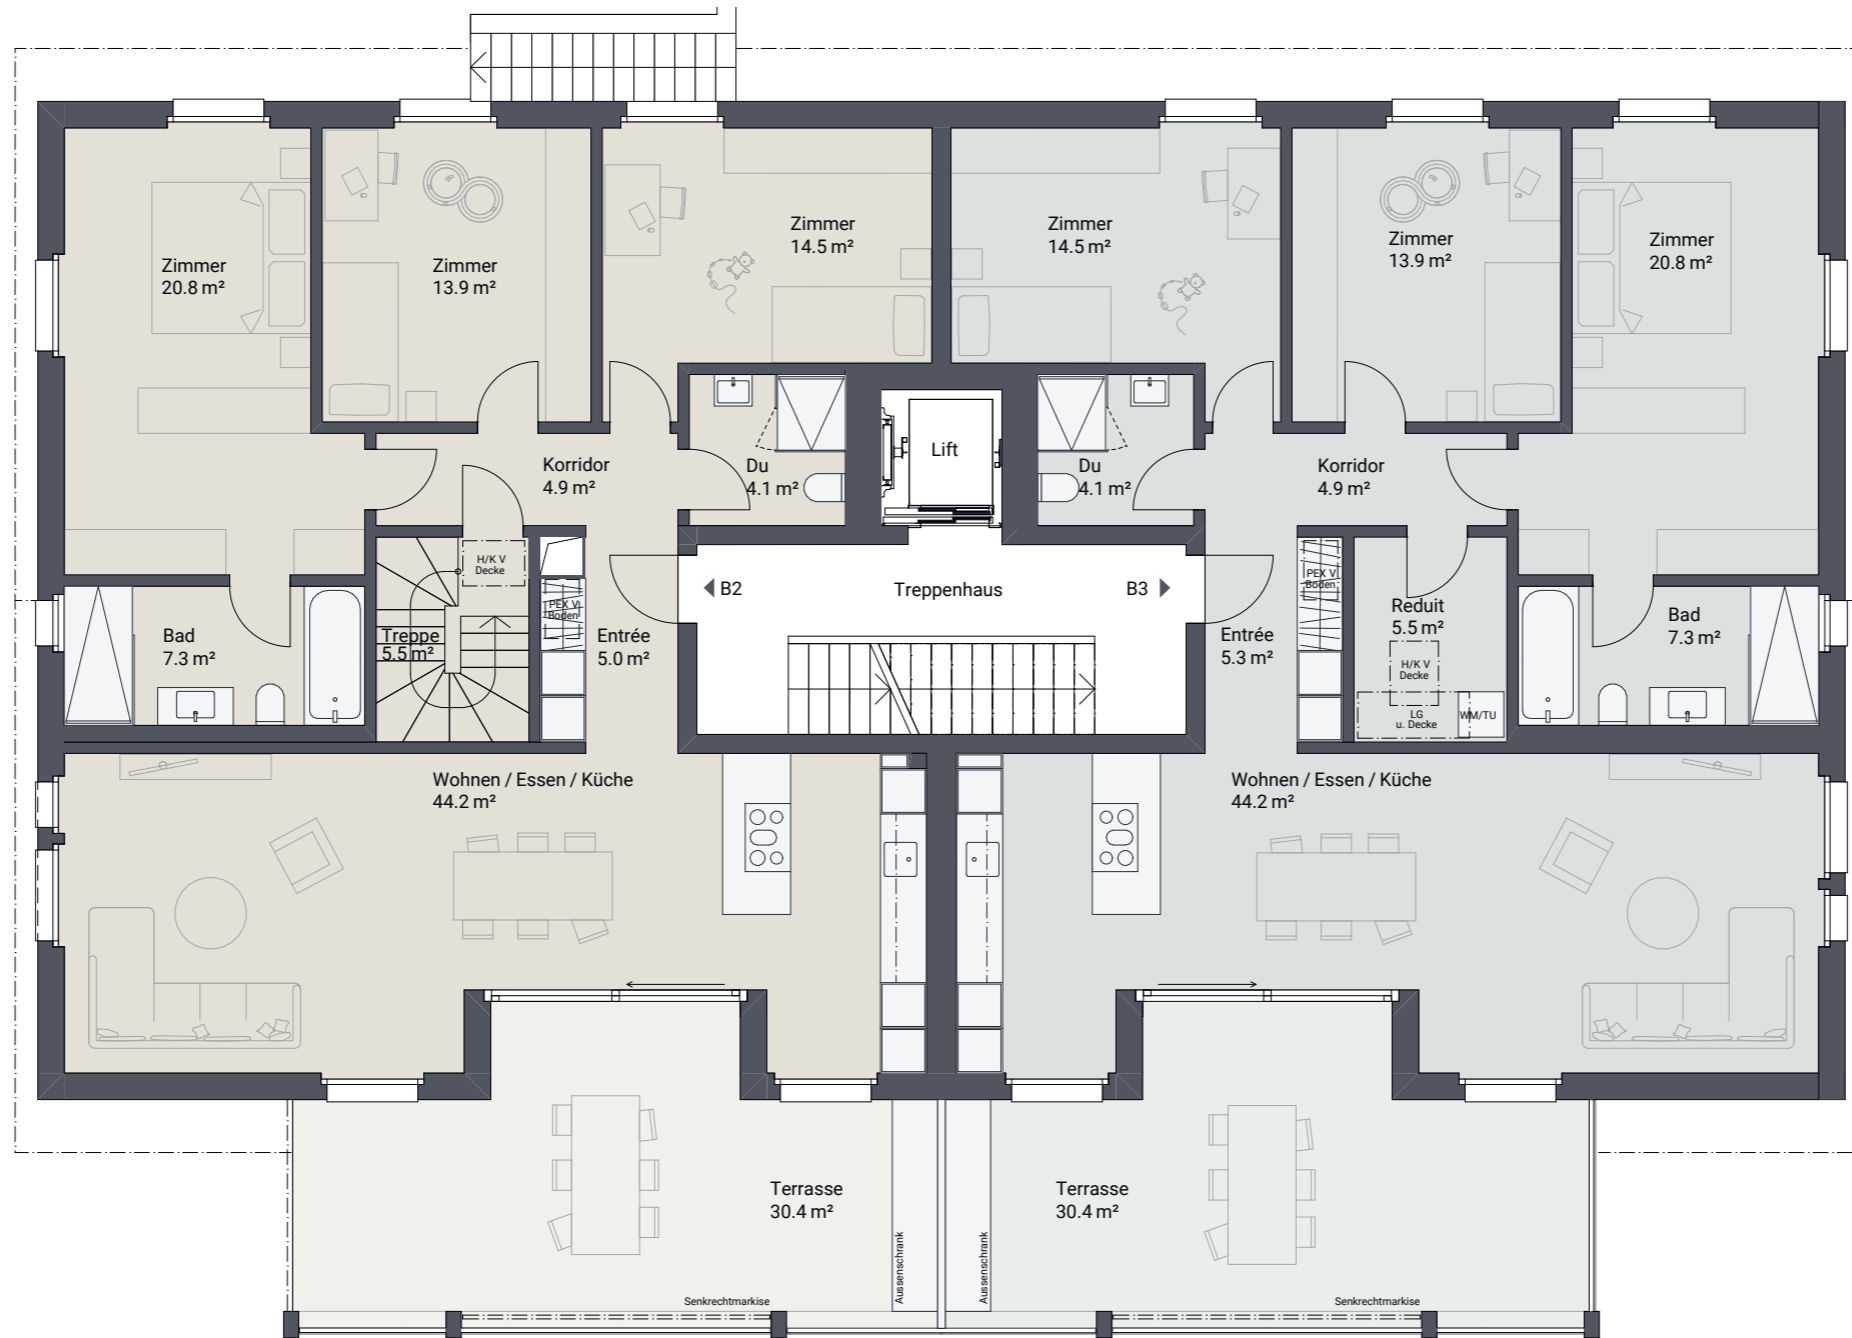 Zimmer
20.8 m²
Zimmer
13.9 m²
Zimmer
14.5 m²
Zimmer
14.5 m²
Zimmer
13.9 m²
Zimmer
20.8 m²
Korridor
4.9 m²
Du
4.1 m²
Lift
Du
4.1 m²
Korridor
4.9 m²
H/K V
Decke
PEX V
Boden
B2
Treppenhaus
B3
PEX V
Boden
Bad
7.3 m²
Treppe
5.5 m²
Entrée
5.0 m²
Entrée
5.3 m²
Reduit
5.5 m²
H/K V
Decke
LG
u. Decke
WM/TU
Bad
7.3 m²
Wohnen / Essen / Küche
44.2 m²
Wohnen / Essen / Küche
44.2 m²
Terrasse
30.4 m²
Aussenschrank
Aussenschrank
Terrasse
30.4 m²
Senkrechtmarkise
Senkrechtmarkise